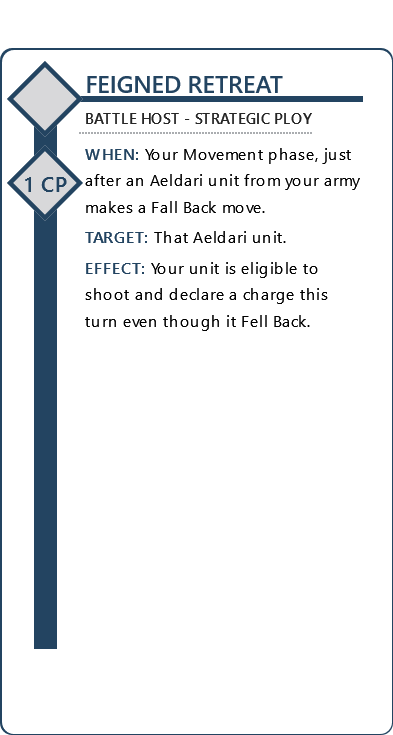 FEIGNED RETREAT
BATTLE HOST - STRATEGIC PLOY
WHEN: Your Movement phase, just
after an Aeldari unit from your army
1 CP
makes a Fall Back move.
TARGET: That Aeldari unit.
EFFECT: Your unit is eligible to
shoot and declare a charge this
turn even though it Fell Back.